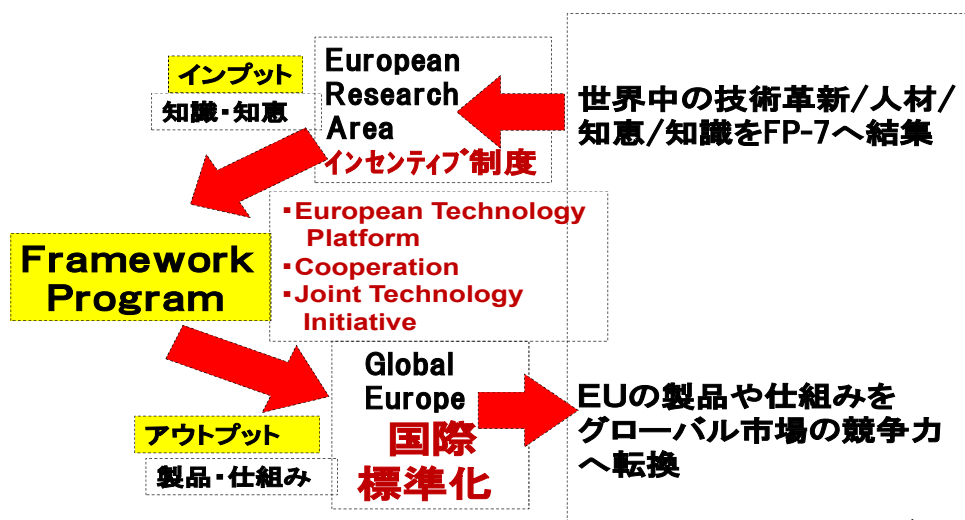 インプット
知識・知恵
European
Research
Area
インセンティブ制度
世界中の技術革新/人材/
知恵/知識をFP-7へ結集
Framework
Program
・European Technology
Platform
・Cooperation
・Joint Technology
Initiative
アウトプット
製品・仕組み
Global
Europe
国際
標準化
EUの製品や仕組みを
グローバル市場の競争力
へ転換